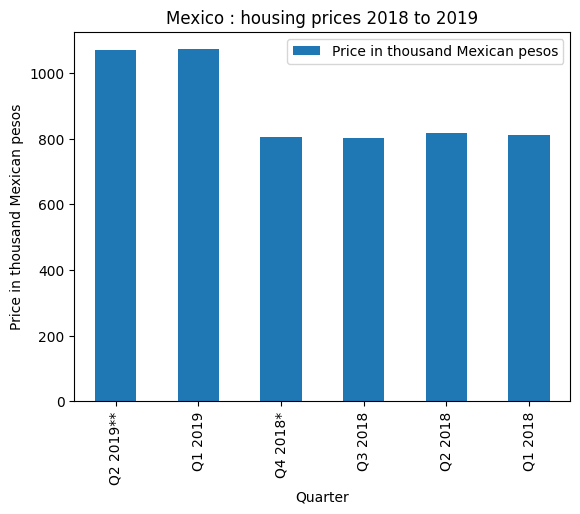 Mexico : housing prices 2018 to 2019
Price in thousand Mexican pesos
Price in thousand Mexican pesos
1000
800
600
400
200
0
Q2 2019**
Q1 2019
Q4 2018*
Q3 2018
Q2 2018
Q1 2018
Quarter